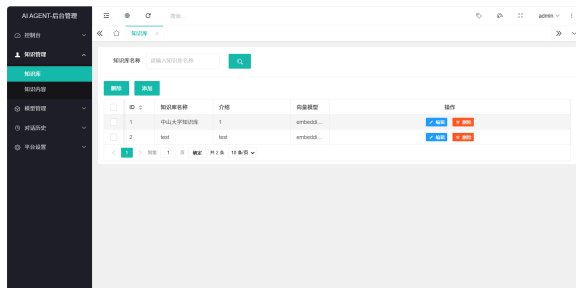 AI AGENT-后台管理
搜索...
admin
控制台
知识库
知识管理
知识库名称 请输入知识库名称
知识库
知识内容
删除 添加
模型管理
ID 知识库名称 介绍 向量模型 操作
1 中山大学知识库 1 embeddi... 编辑 删除
对话历史
2 test test embeddi... 编辑 删除
平台设置
1 到第 1 页 确定 共 2 条 10 条/页